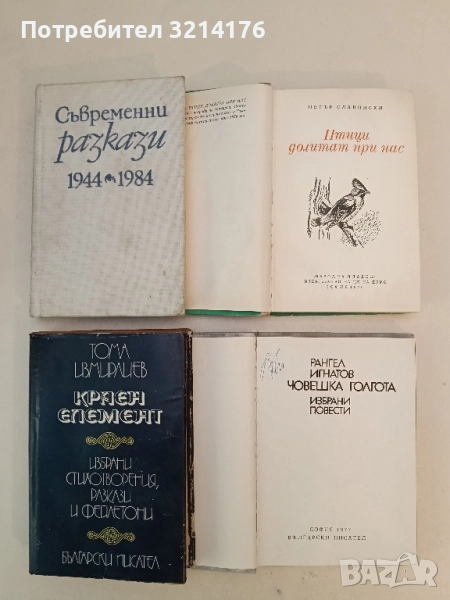 Потребител 3214176
Съвременни
разкази
1944 1984
ПЕТЪР СЛАВИНСКИ
Птици
долитат при нас
ТОМА
ИЗМИРЛИЕВ
КРАЕН
ЕЛЕМЕНТ
ИЗБРАНИ
СТИХОТВОРЕНИЯ,
РАЗКАЗИ
И ФЕЙЛЕТОНИ
БЪЛГАРСКИ ПИСАТЕЛ
РАНГЕЛ
ИГНАТОВ
ЧОВЕШКА ГОЛГОТА
ИЗБРАНИ
ПОВЕСТИ
СОФИЯ 1977
БЪЛГАРСКИ ПИСАТЕЛ
BAZAR